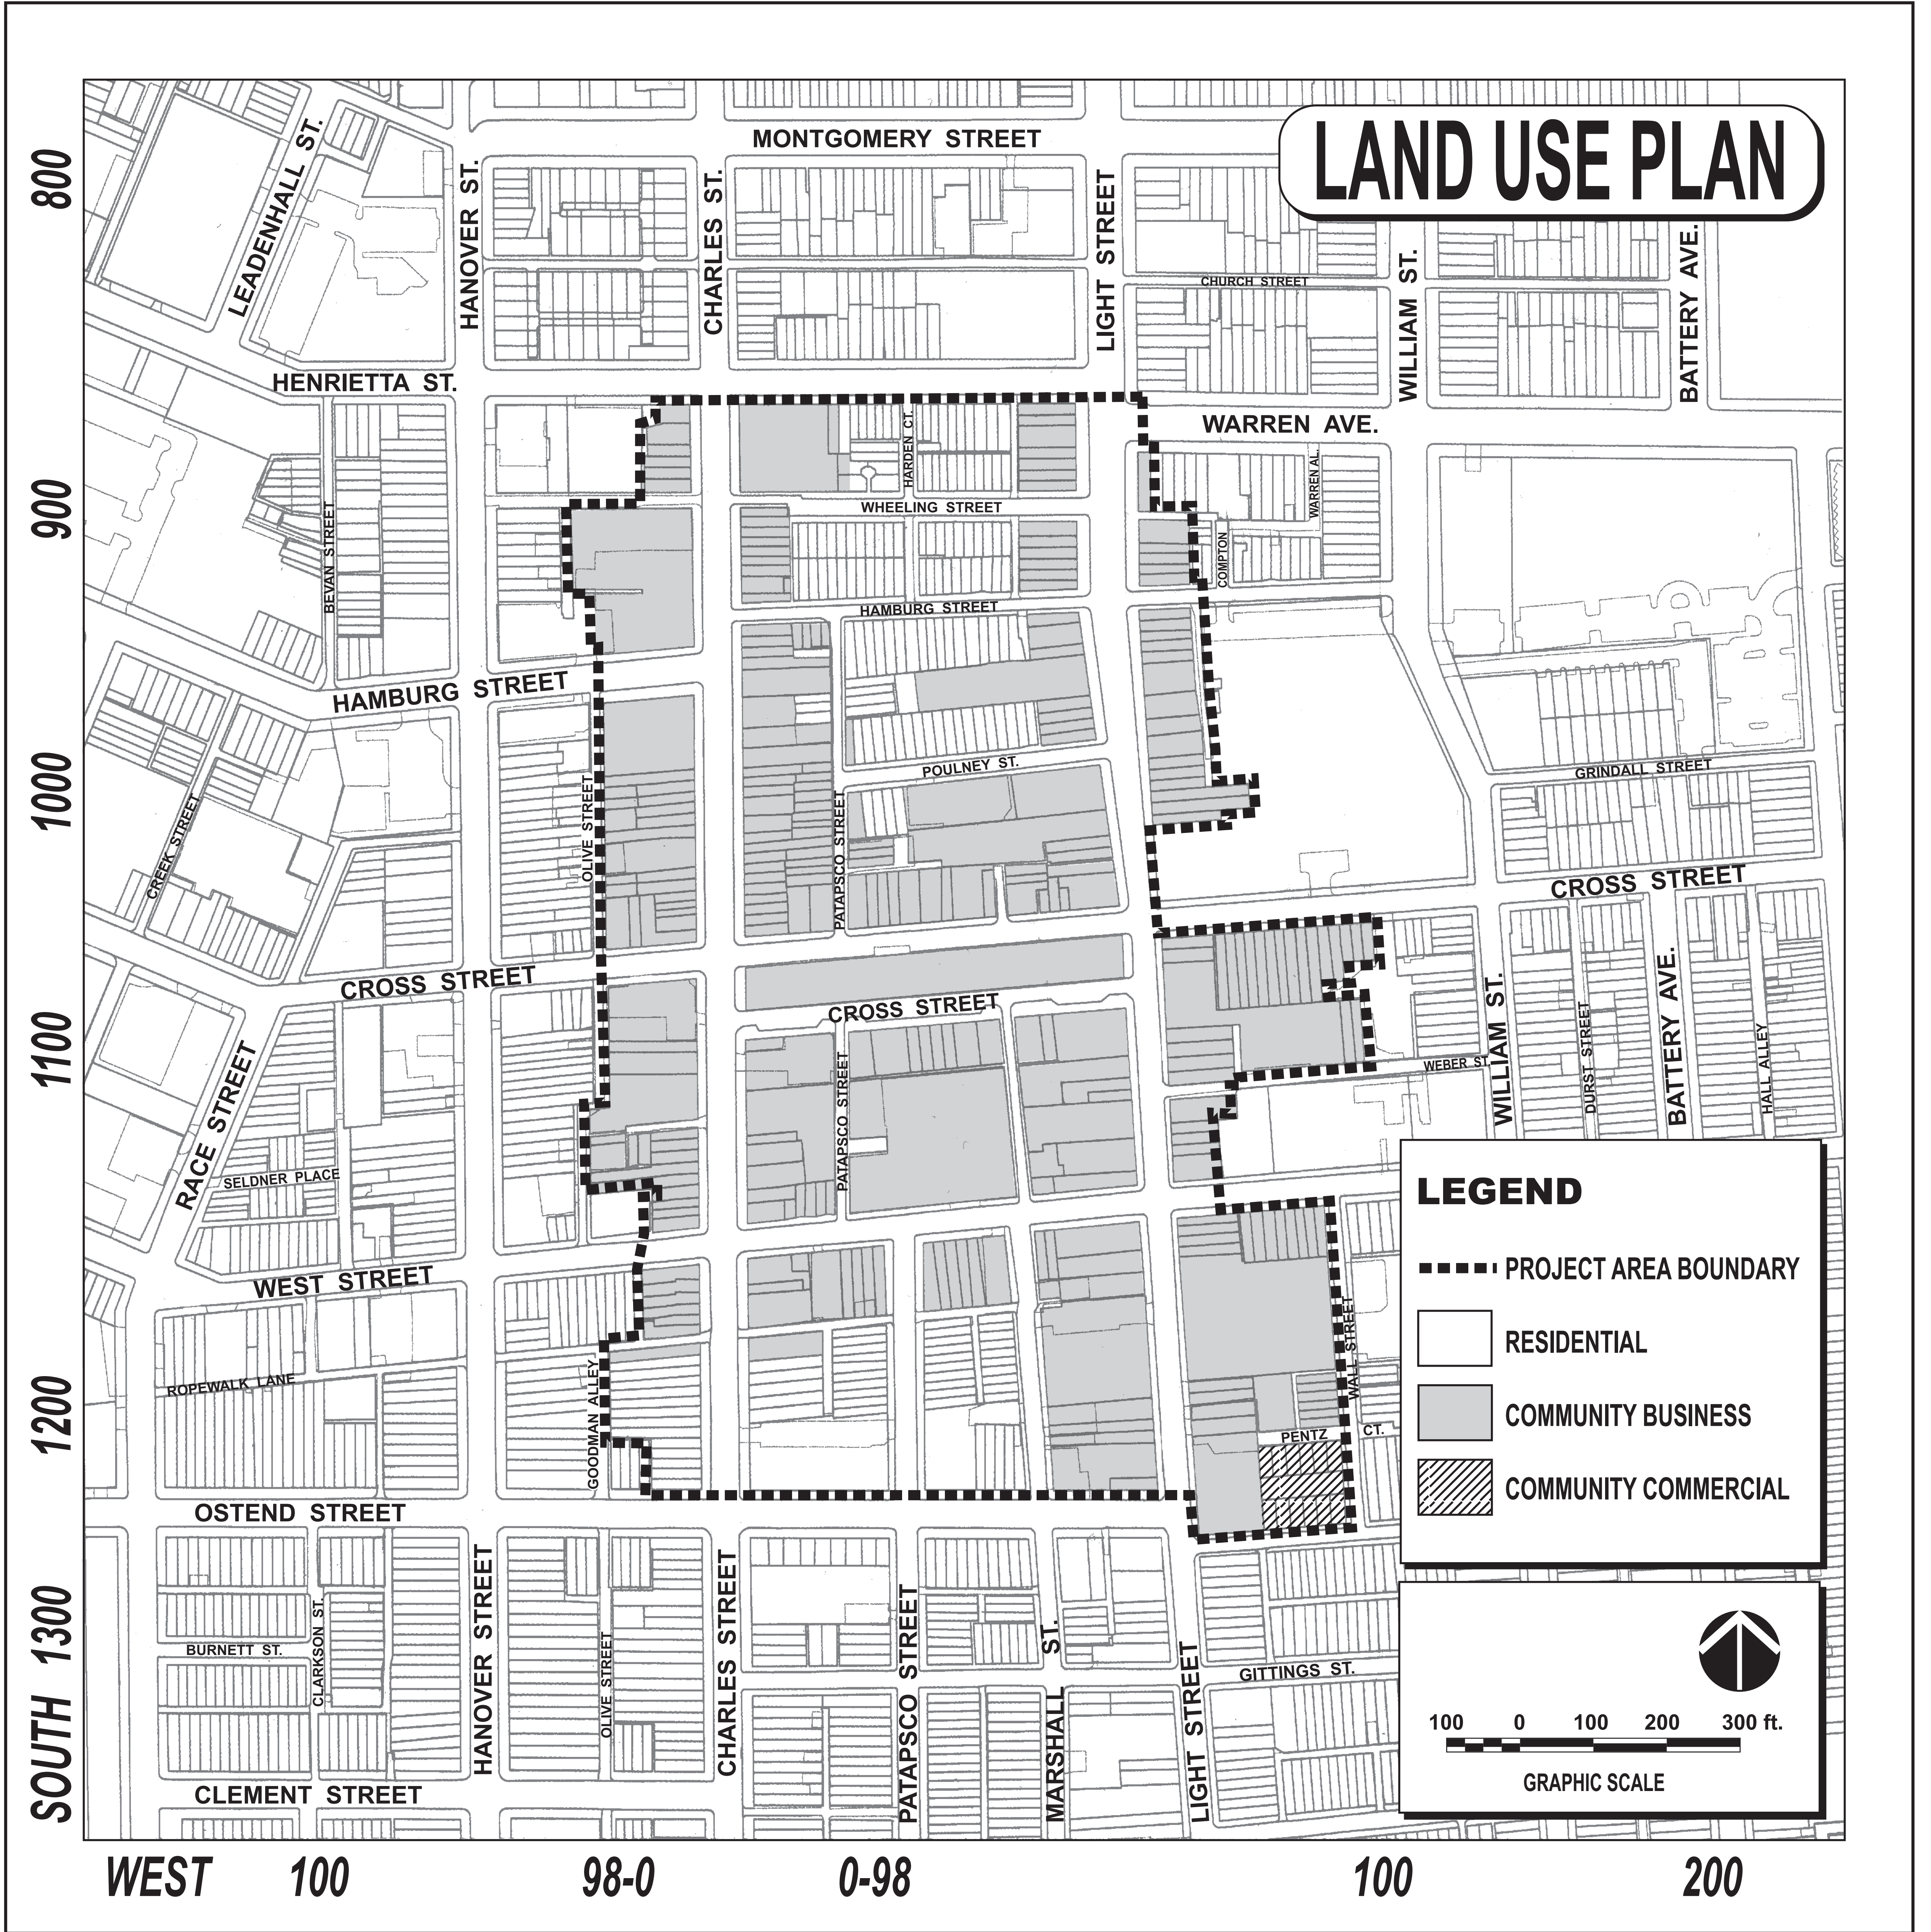 LAND USE PLAN
MONTGOMERY STREET
800
LEADENHALL ST.
HANOVER ST.
CHARLES ST.
LIGHT STREET
CHURCH STREET
WILLIAM ST.
BATTERY AVE.
HENRIETTA ST.
WARREN AVE.
HARDEN CT.
WARREN AL.
900
BEVAN STREET
WHEELING STREET
COMPTON
HAMBURG STREET
HAMBURG STREET
1000
CREEK STREET
OLIVE STREET
PATAPSCO STREET
POULNEY ST.
GRINDALL STREET
CROSS STREET
CROSS STREET
CROSS STREET
1100
RACE STREET
PATAPSCO STREET
WEBER ST.
WILLIAM ST.
DURST STREET
BATTERY AVE.
HALL ALLEY
SELDNER PLACE
WEST STREET
1200
ROPEWALK LANE
GOODMAN ALLEY
WALL STREET
PENTZ CT.
OSTEND STREET
LEGEND
PROJECT AREA BOUNDARY
RESIDENTIAL
COMMUNITY BUSINESS
COMMUNITY COMMERCIAL
SOUTH 1300
BURNETT ST.
CLARKSON ST.
HANOVER STREET
OLIVE STREET
CHARLES STREET
PATAPSCO STREET
MARSHALL ST.
LIGHT STREET
GITTINGS ST.
CLEMENT STREET
100 0 100 200 300 ft.
GRAPHIC SCALE
WEST 100 98-0 0-98 100 200